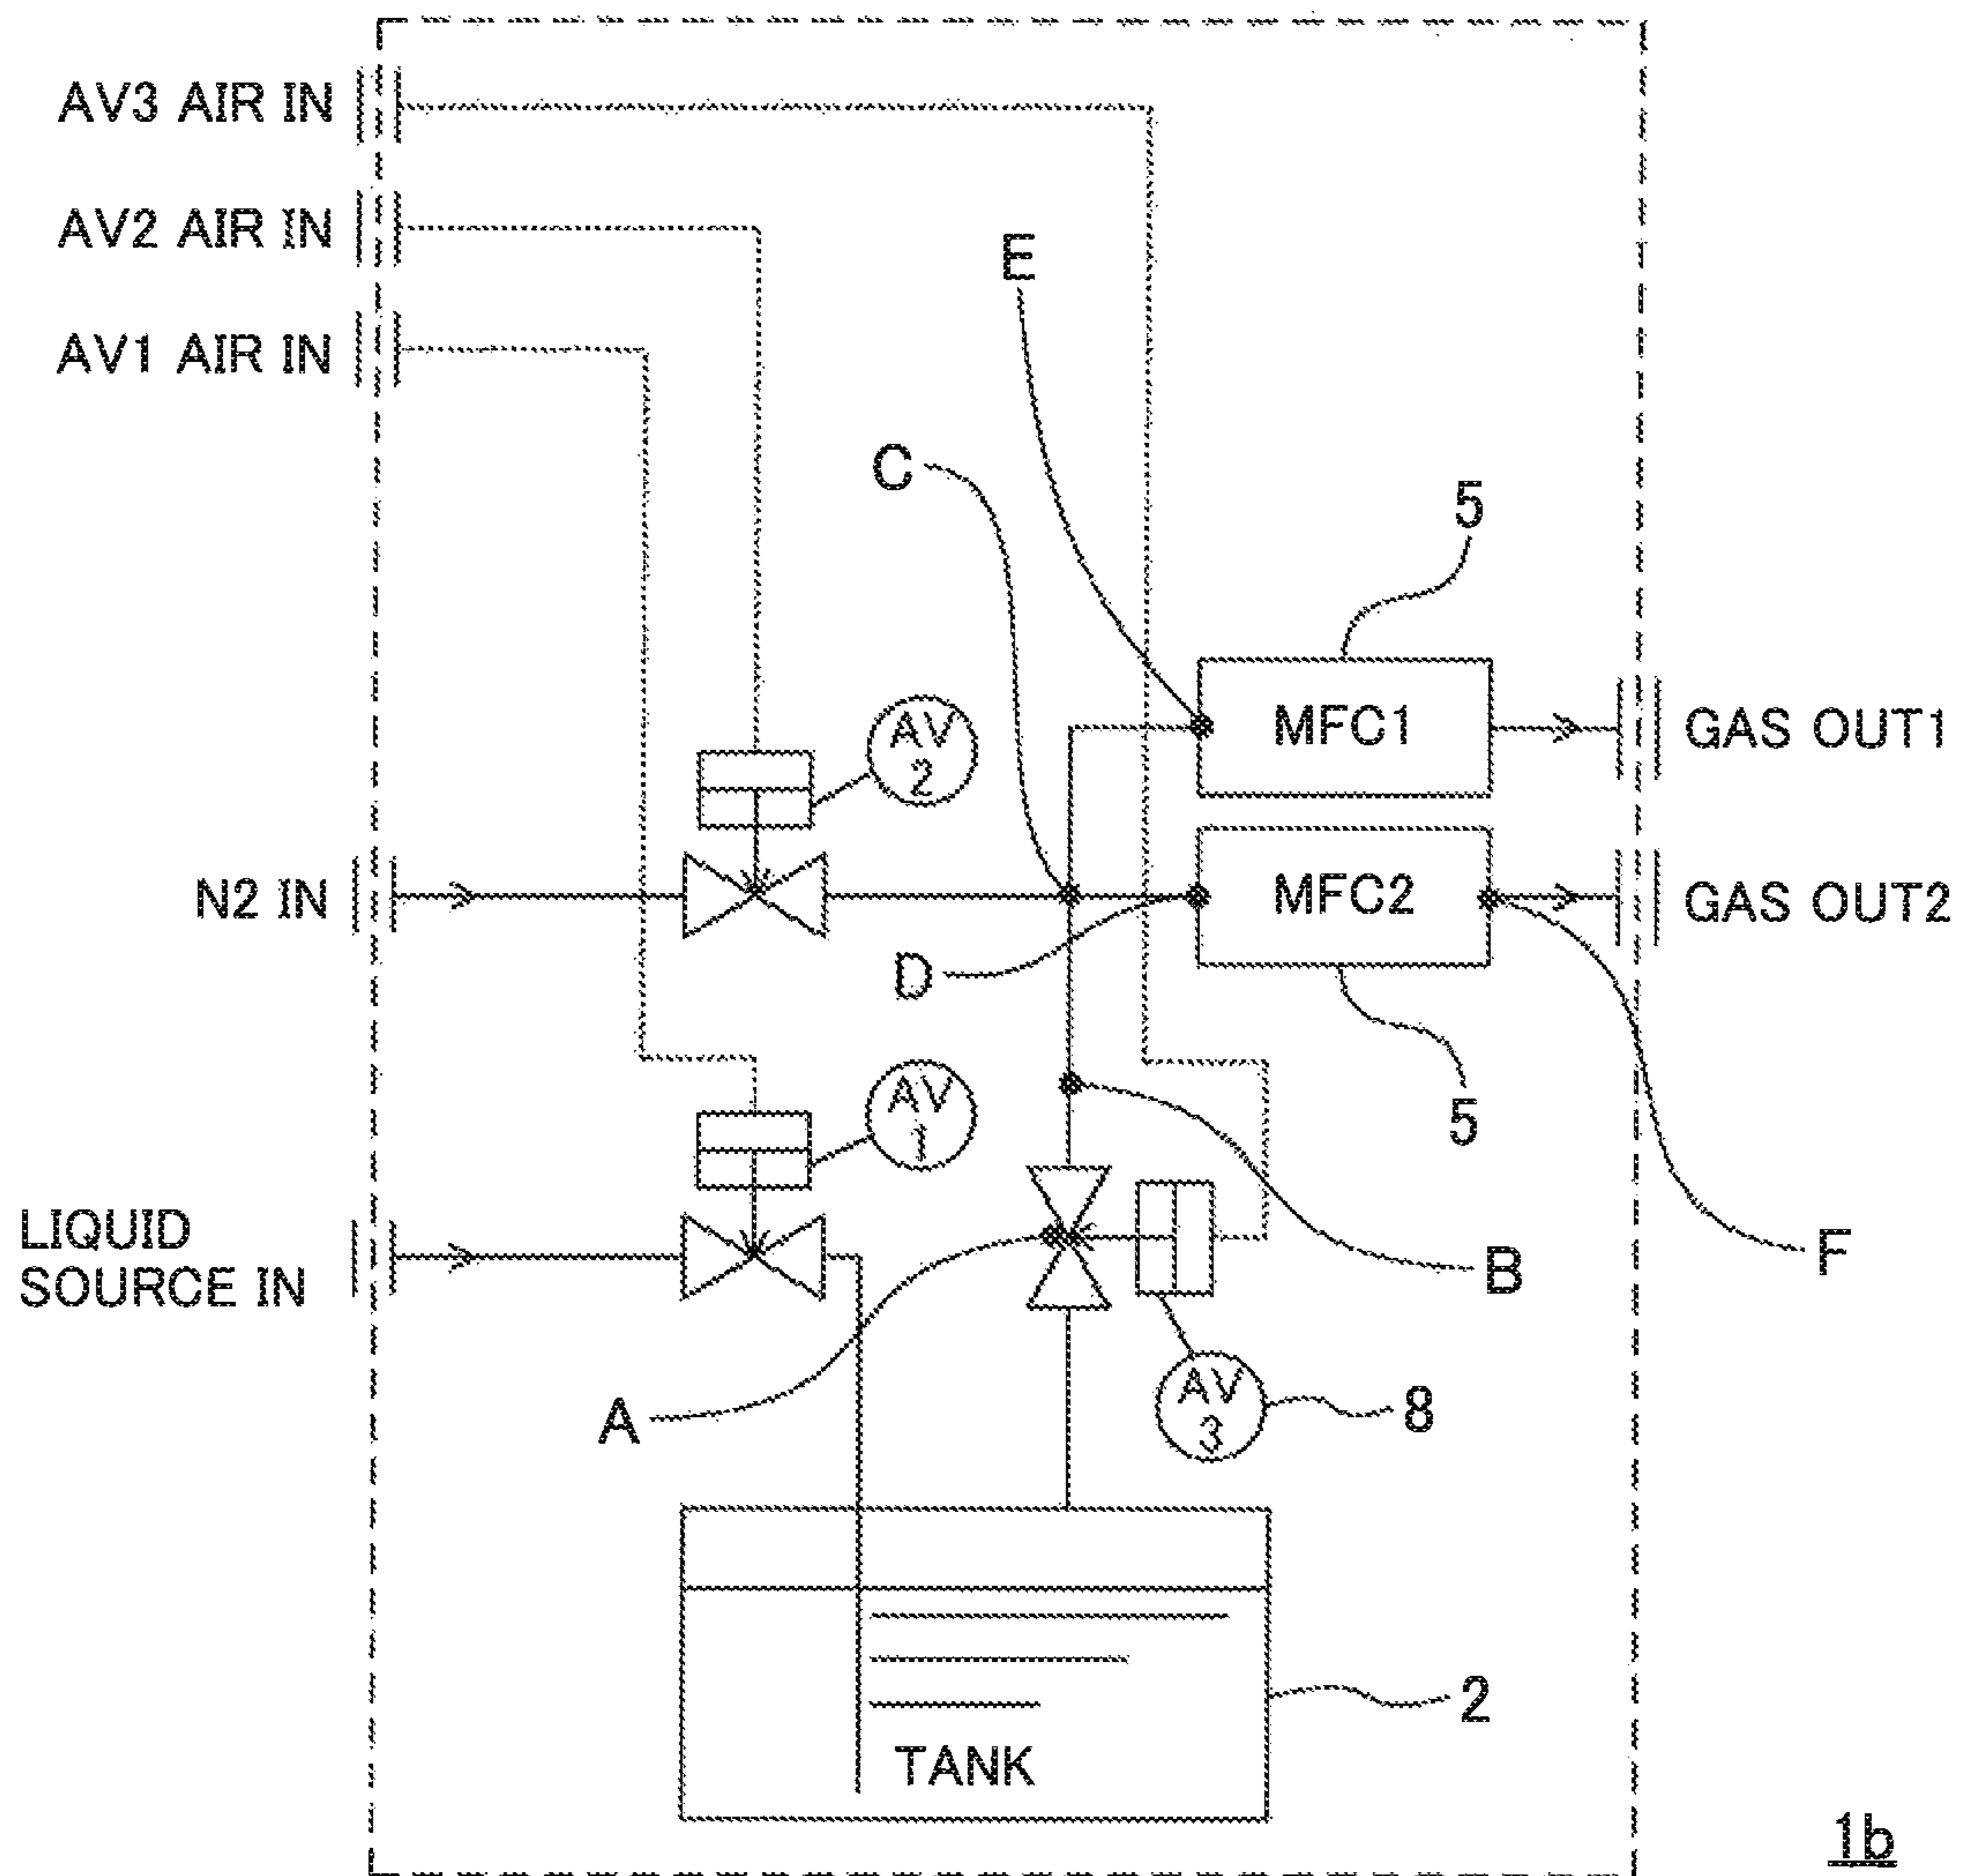 AV3 AIR IN
AV2 AIR IN
E
AV1 AIR IN
C
5
AV
2
MFC1
GAS OUT1
N2 IN
MFC2
GAS OUT2
D
AV
1
5
LIQUID
SOURCE IN
B
F
A
AV
3
8
2
TANK
1b